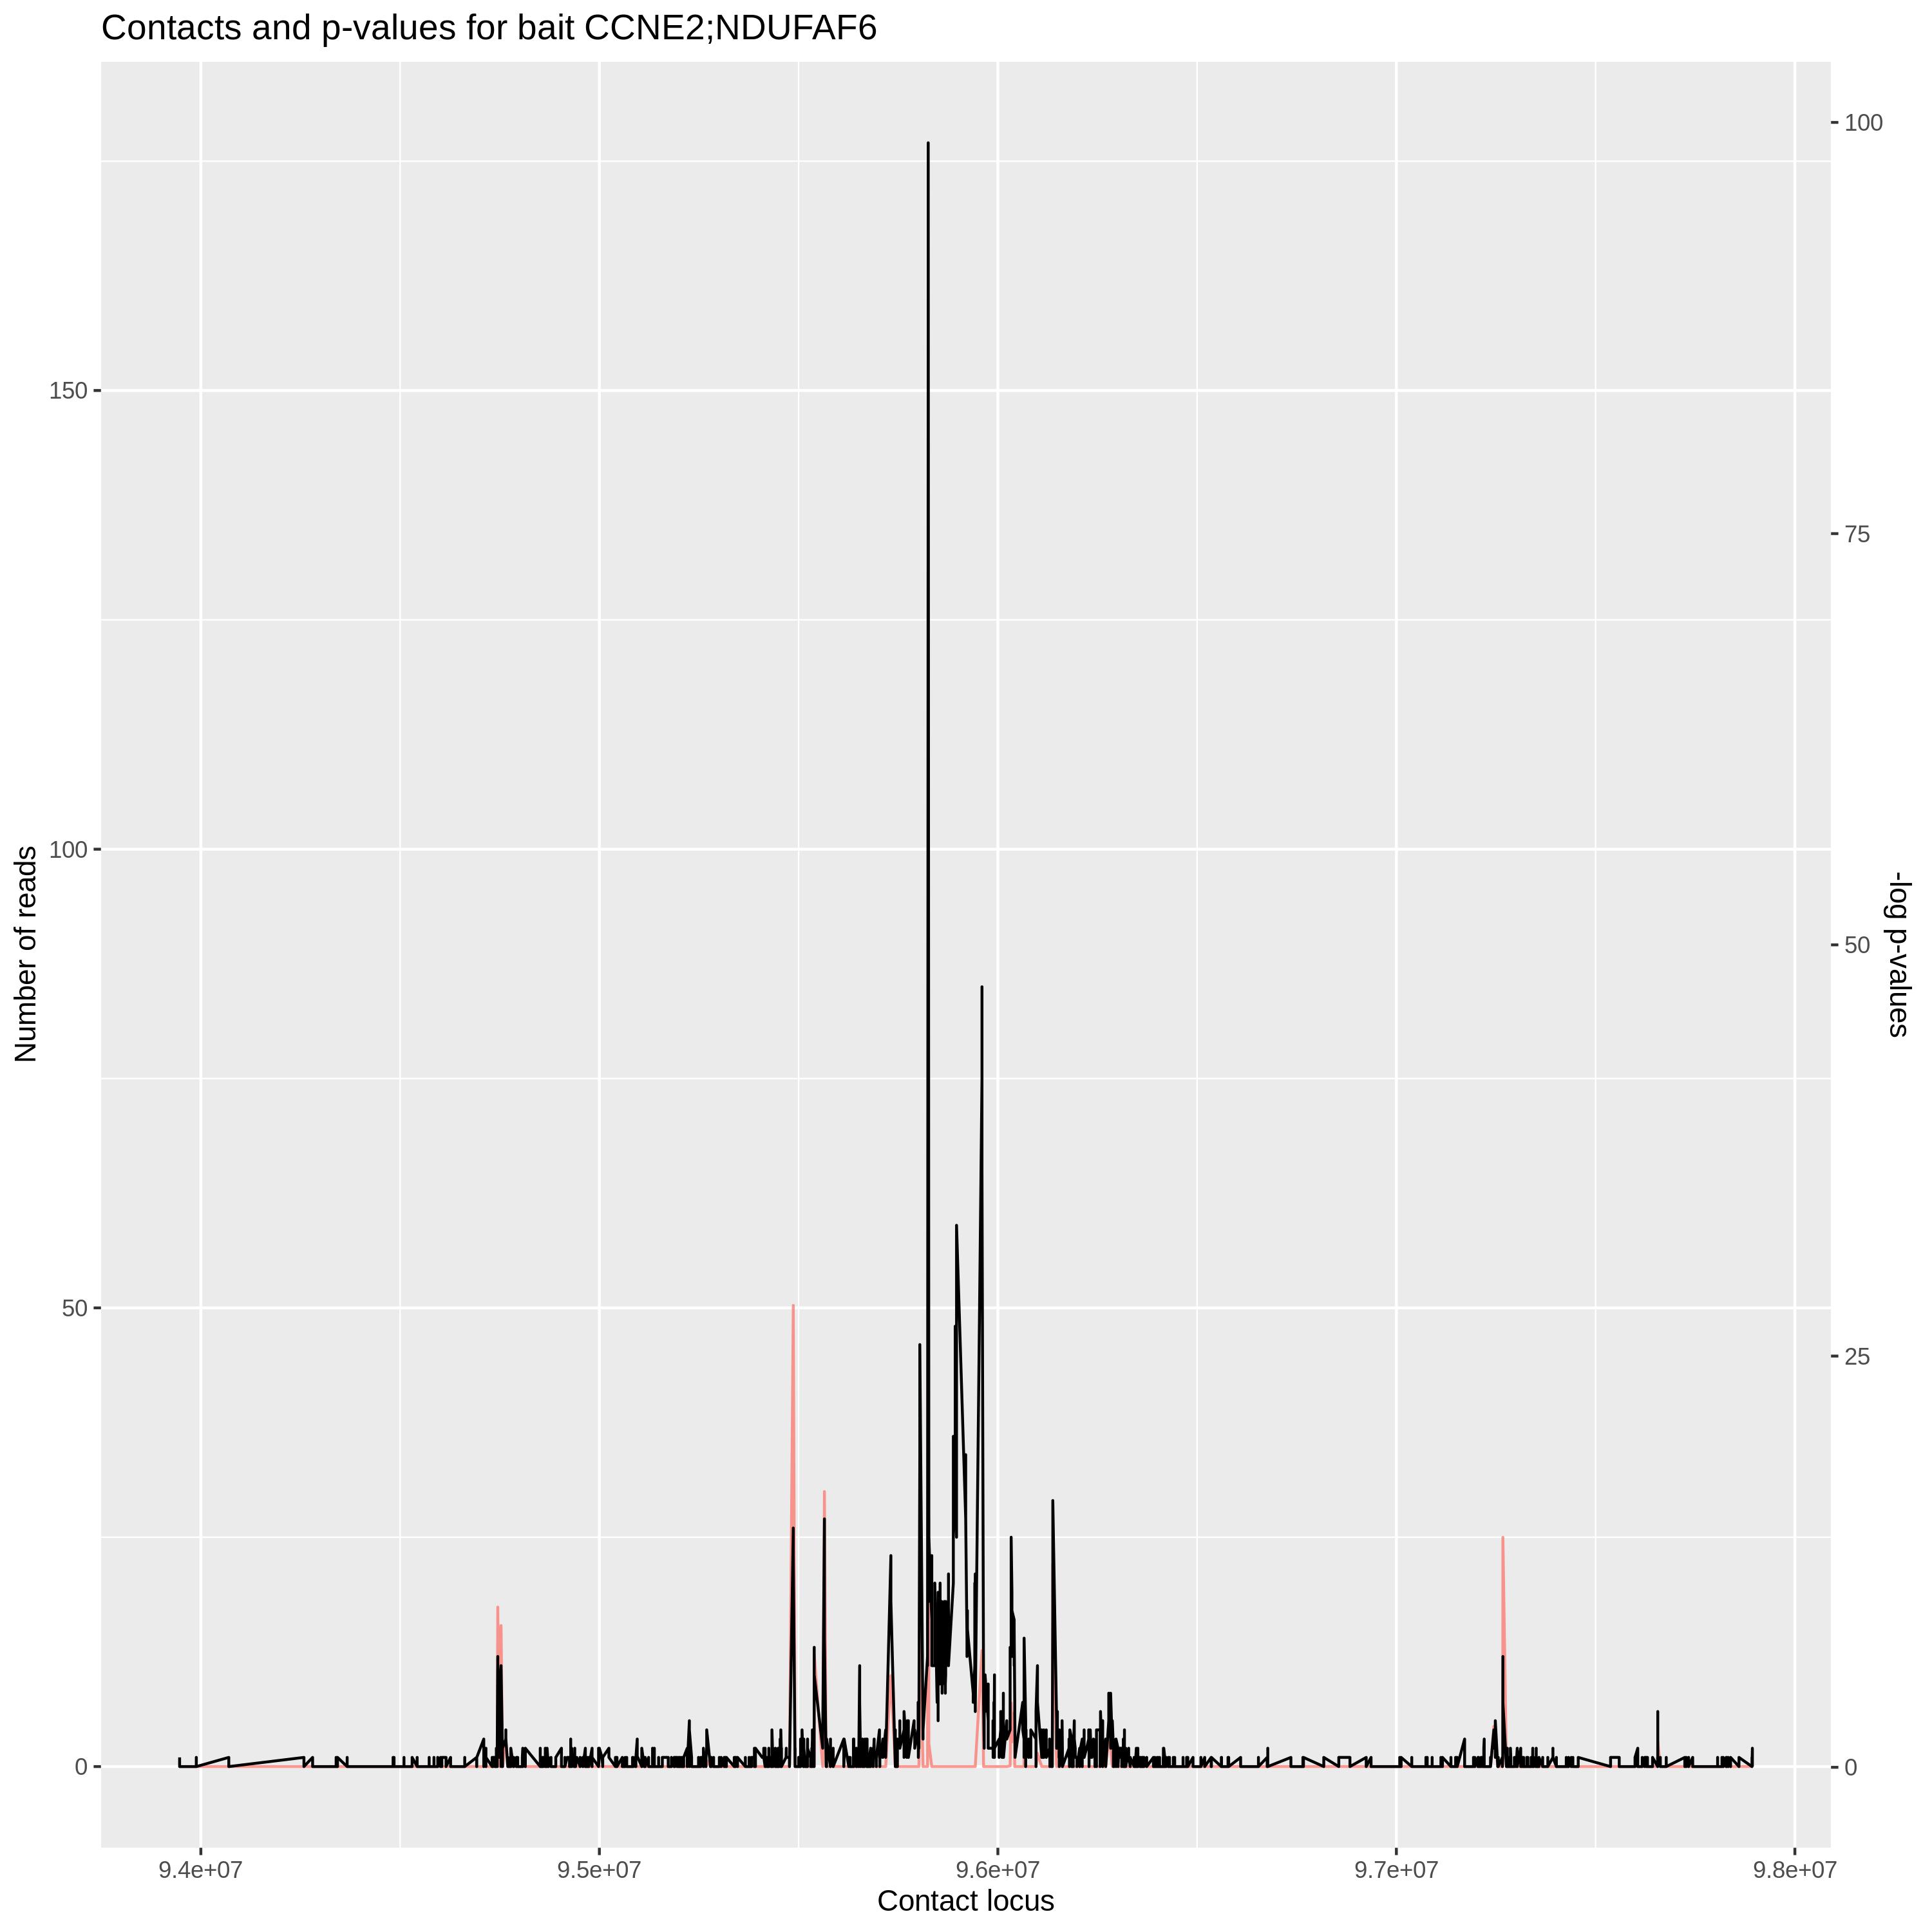 Contacts and p-values for bait CCNE2;NDUFAF6
100
150
75
100
Number of reads
-log p-values
50
50
25
0
0
9.4e+07 9.5e+07 9.6e+07 9.7e+07 9.8e+07
Contact locus